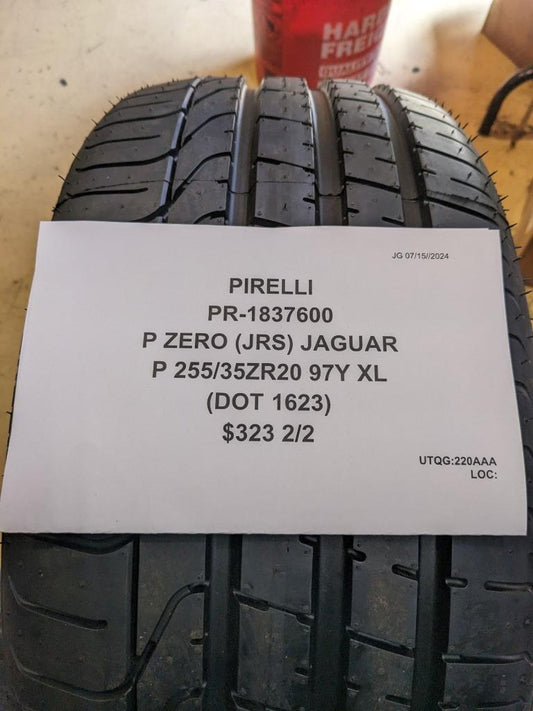 HARB
FREIG
QUALITY
JG 07/15//2024
PIRELLI
PR-1837600
P ZERO (JRS) JAGUAR
P 255/35ZR20 97Y XL
(DOT 1623)
$323 2/2
UTQG:220AAA
LOC: